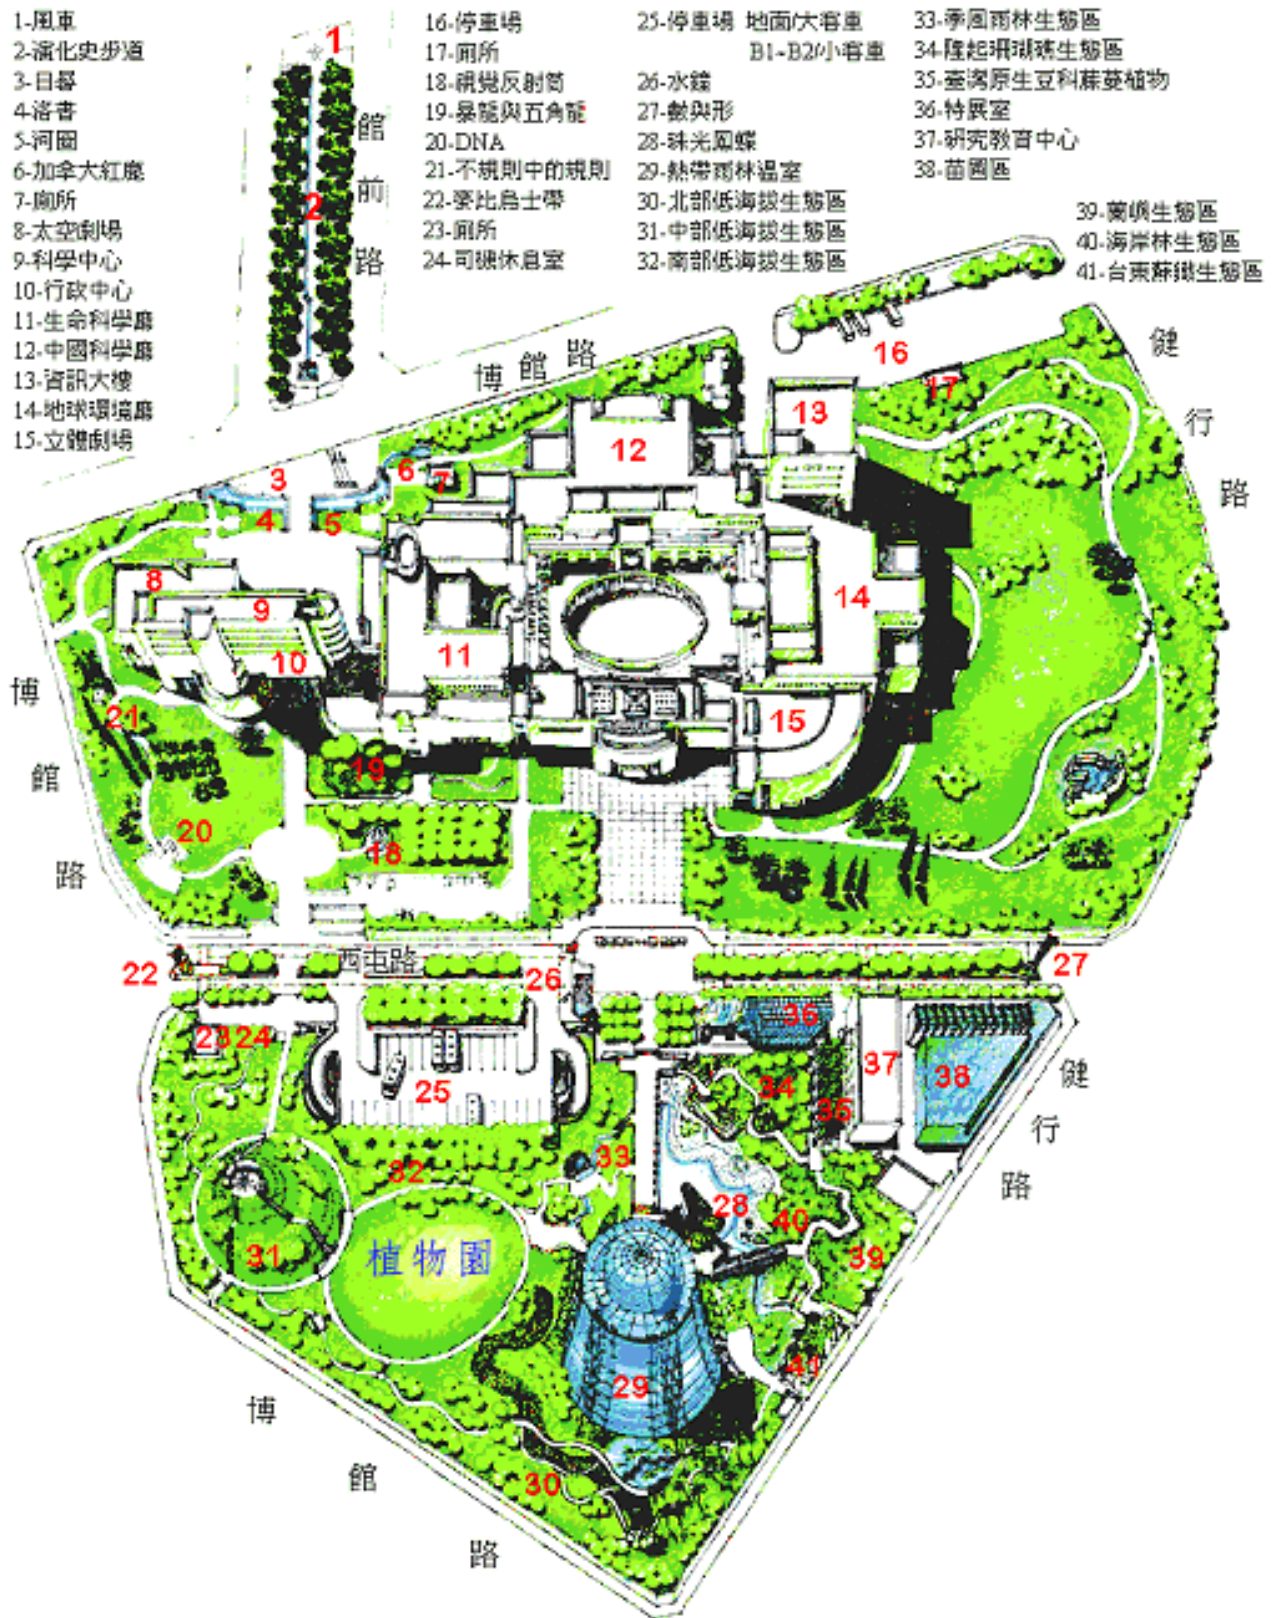 1-風車
2-演化史步道
3-日晷
4-洛書
5-河圖
6-加拿大紅鹿
7-廁所
8-太空劇場
9-科學中心
10-行政中心
11-生命科學廳
12-中國科學廳
13-資訊大樓
14-地球環境廳
15-立體劇場
16-停車場
17-廁所
18-視覺反射筒
19-暴龍與五角龍
20-DNA
21-不規則中的規則
22-麥比烏士帶
23-廁所
24-司機休息室
25-停車場 地面/大客車
B1-B2/小客車
26-水鐘
27-數與形
28-珠光鳳蝶
29-熱帶雨林溫室
30-北部低海拔生態區
31-中部低海拔生態區
32-南部低海拔生態區
33-季風雨林生態區
34-隆起珊瑚礁生態區
35-臺灣原生豆科藤蔓植物
36-特展室
37-研究教育中心
38-苗圃區
39-蘭嶼生態區
40-海岸林生態區
41-台東蘇鐵生態區
1
館前路
2
博館路
16
健行路
17
13
12
3
6
7
4
5
8
9
14
10
11
博館路
21
15
19
20
18
22
西屯路
26
27
23
24
36
25
37
38
健行路
34
35
33
32
28
40
31
植物園
39
41
29
博館路
30